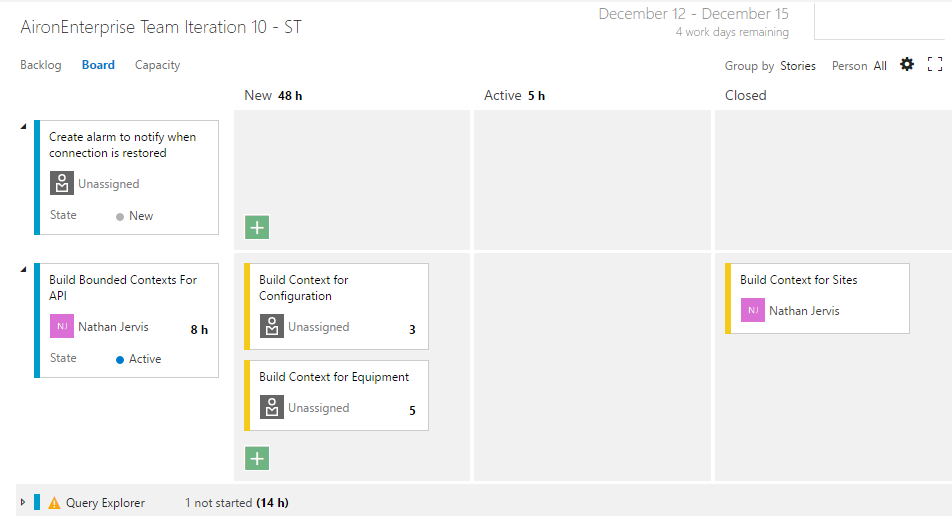 AironEnterprise Team Iteration 10 - ST
December 12 - December 15
4 work days remaining
Backlog Board Capacity
Group by Stories Person All
New 48 h Active 5 h Closed
Create alarm to notify when
connection is restored
Unassigned
State New
Build Bounded Contexts For
API
NJ Nathan Jervis 8 h
State Active
Build Context for
Configuration
Unassigned 3
Build Context for Equipment
Unassigned 5
Build Context for Sites
NJ Nathan Jervis
Query Explorer 1 not started (14 h)